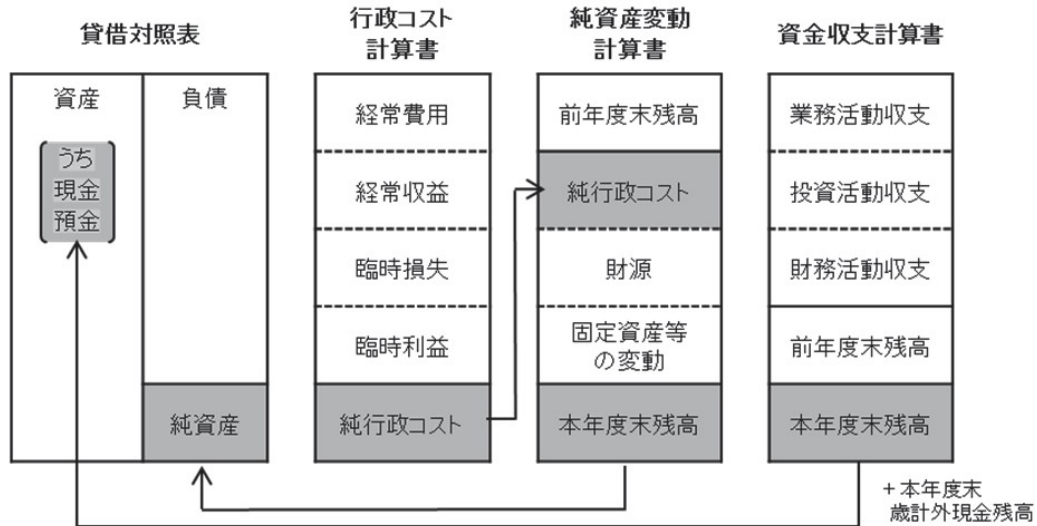 貸借対照表
資産
うち
現金
預金
負債
純資産
行政コスト
計算書
経常費用
経常収益
臨時損失
臨時利益
純行政コスト
純資産変動
計算書
前年度末残高
純行政コスト
財源
固定資産等
の変動
本年度末残高
資金収支計算書
業務活動収支
投資活動収支
財務活動収支
前年度末残高
本年度末残高
+本年度末
歳計外現金残高